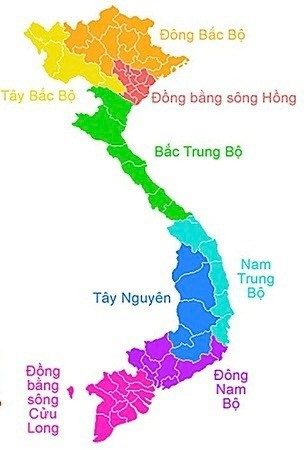 Đông Bắc Bộ
Tây Bắc Bộ
Đồng bằng sông Hồng
Bắc Trung Bộ
Nam
Trung
Bộ
Tây Nguyên
Đồng
bằng
sông
Cửu
Long
Đông
Nam
Bộ